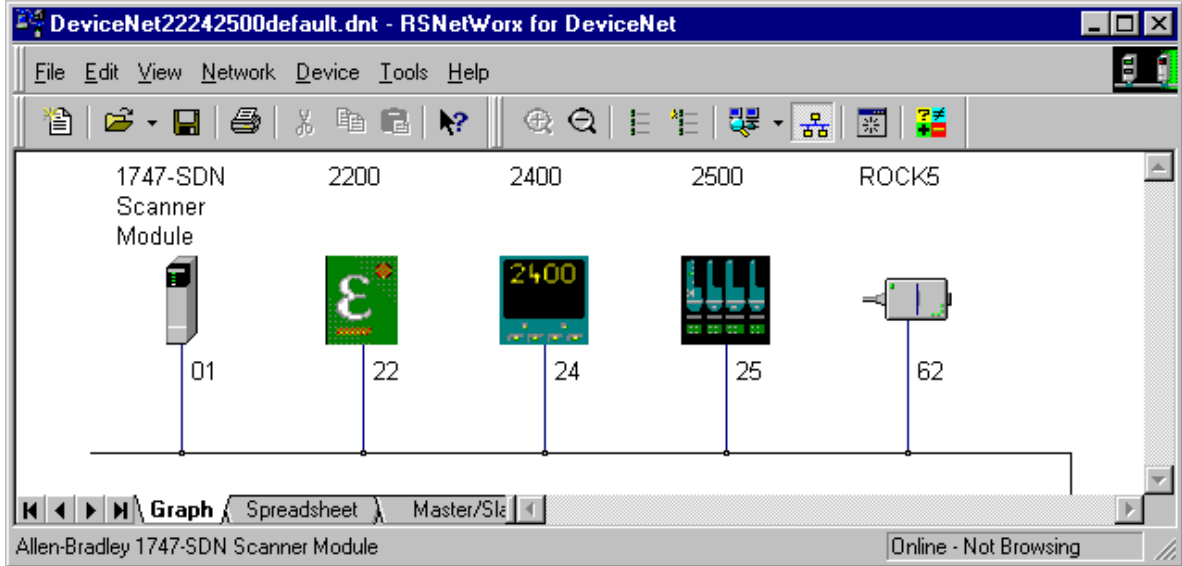 DeviceNet22242500default.dnt - RSNetWorx for DeviceNet
File Edit View Network Device Tools Help
1747-SDN Scanner Module
2200
2400
2500
ROCK5
2400
01
22
24
25
62
Graph Spreadsheet Master/Sla
Allen-Bradley 1747-SDN Scanner Module
Online - Not Browsing